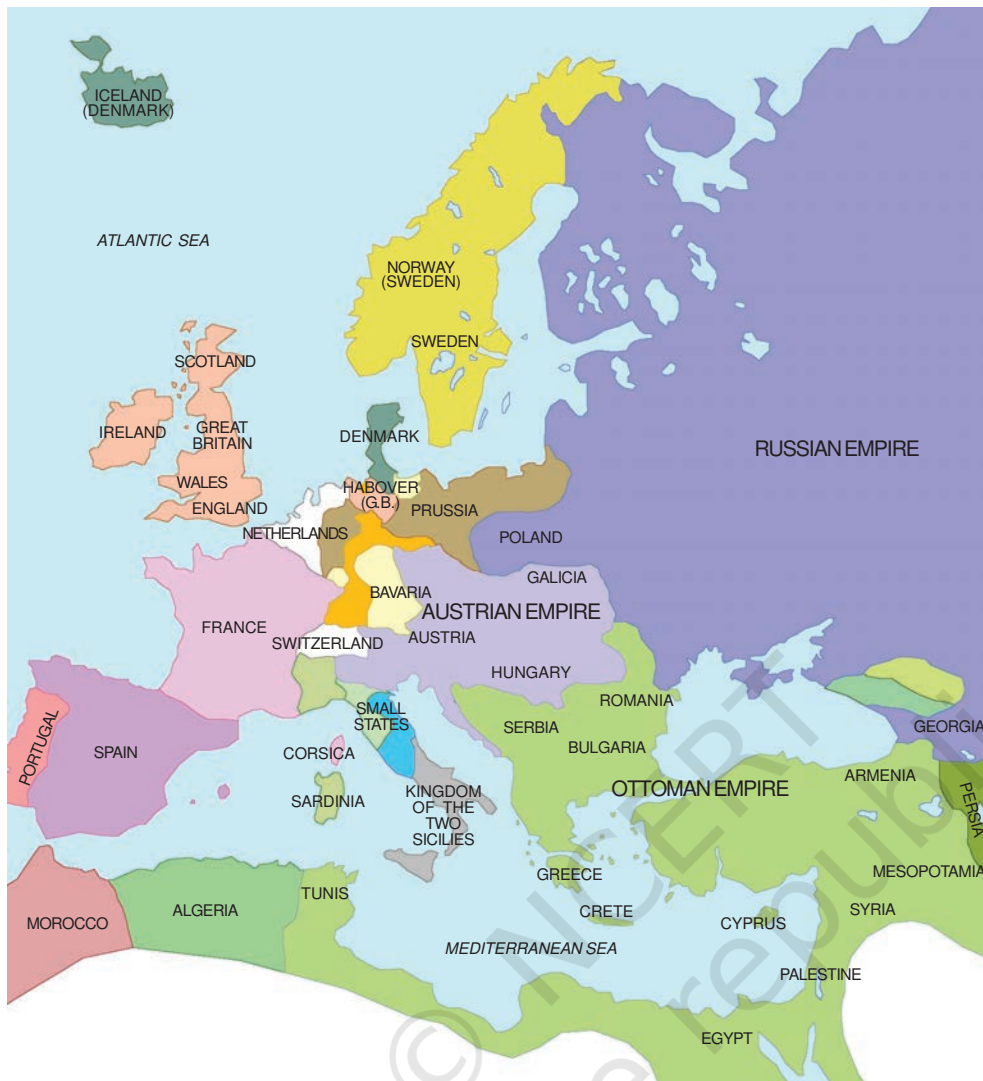 ICELAND
(DENMARK)
ATLANTIC SEA
NORWAY
(SWEDEN)
SWEDEN
SCOTLAND
IRELAND
GREAT
BRITAIN
WALES
ENGLAND
DENMARK
HABOVER
(G.B.)
NETHERLANDS
PRUSSIA
RUSSIAN EMPIRE
POLAND
GALICIA
BAVARIA
AUSTRIAN EMPIRE
FRANCE
SWITZERLAND
AUSTRIA
HUNGARY
ROMANIA
SMALL
STATES
SERBIA
GEORGIA
PORTUGAL
SPAIN
CORSICA
BULGARIA
ARMENIA
OTTOMAN EMPIRE
PERSIA
SARDINIA
KINGDOM
OF THE
TWO
SICILIES
MESOPOTAMIA
GREECE
TUNIS
ALGERIA
MOROCCO
CRETE
CYPRUS
SYRIA
MEDITERRANEAN SEA
PALESTINE
EGYPT
© NCERT
e republ